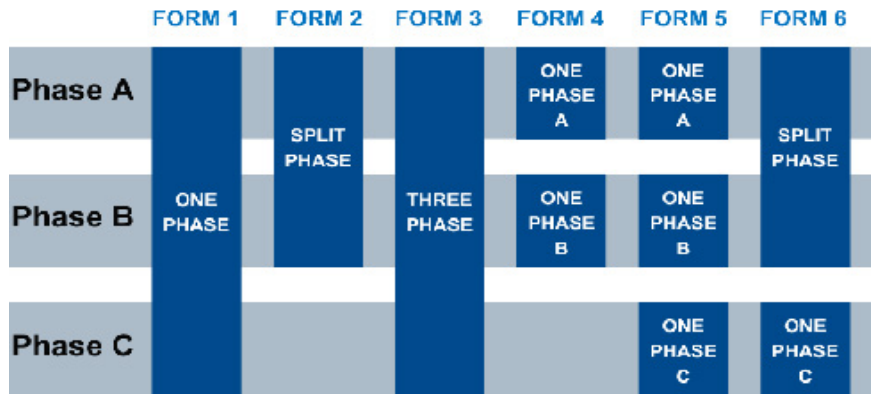 FORM 1 FORM 2 FORM 3 FORM 4 FORM 5 FORM 6
Phase A
ONE
PHASE
A
ONE
PHASE
A
SPLIT
PHASE
SPLIT
PHASE
Phase B
ONE
PHASE
THREE
PHASE
ONE
PHASE
B
ONE
PHASE
B
Phase C
ONE
PHASE
C
ONE
PHASE
C